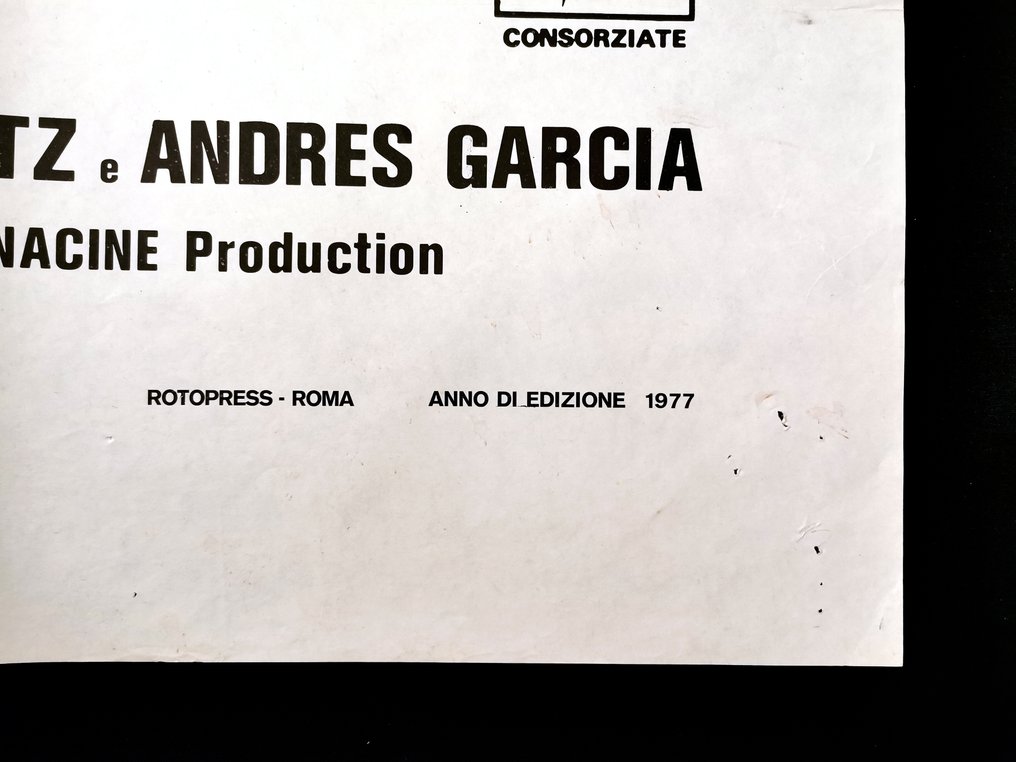 CONSORZIATE
TZ e ANDRES GARCIA
NACINE Production
ROTOPRESS - ROMA ANNO DI EDIZIONE 1977